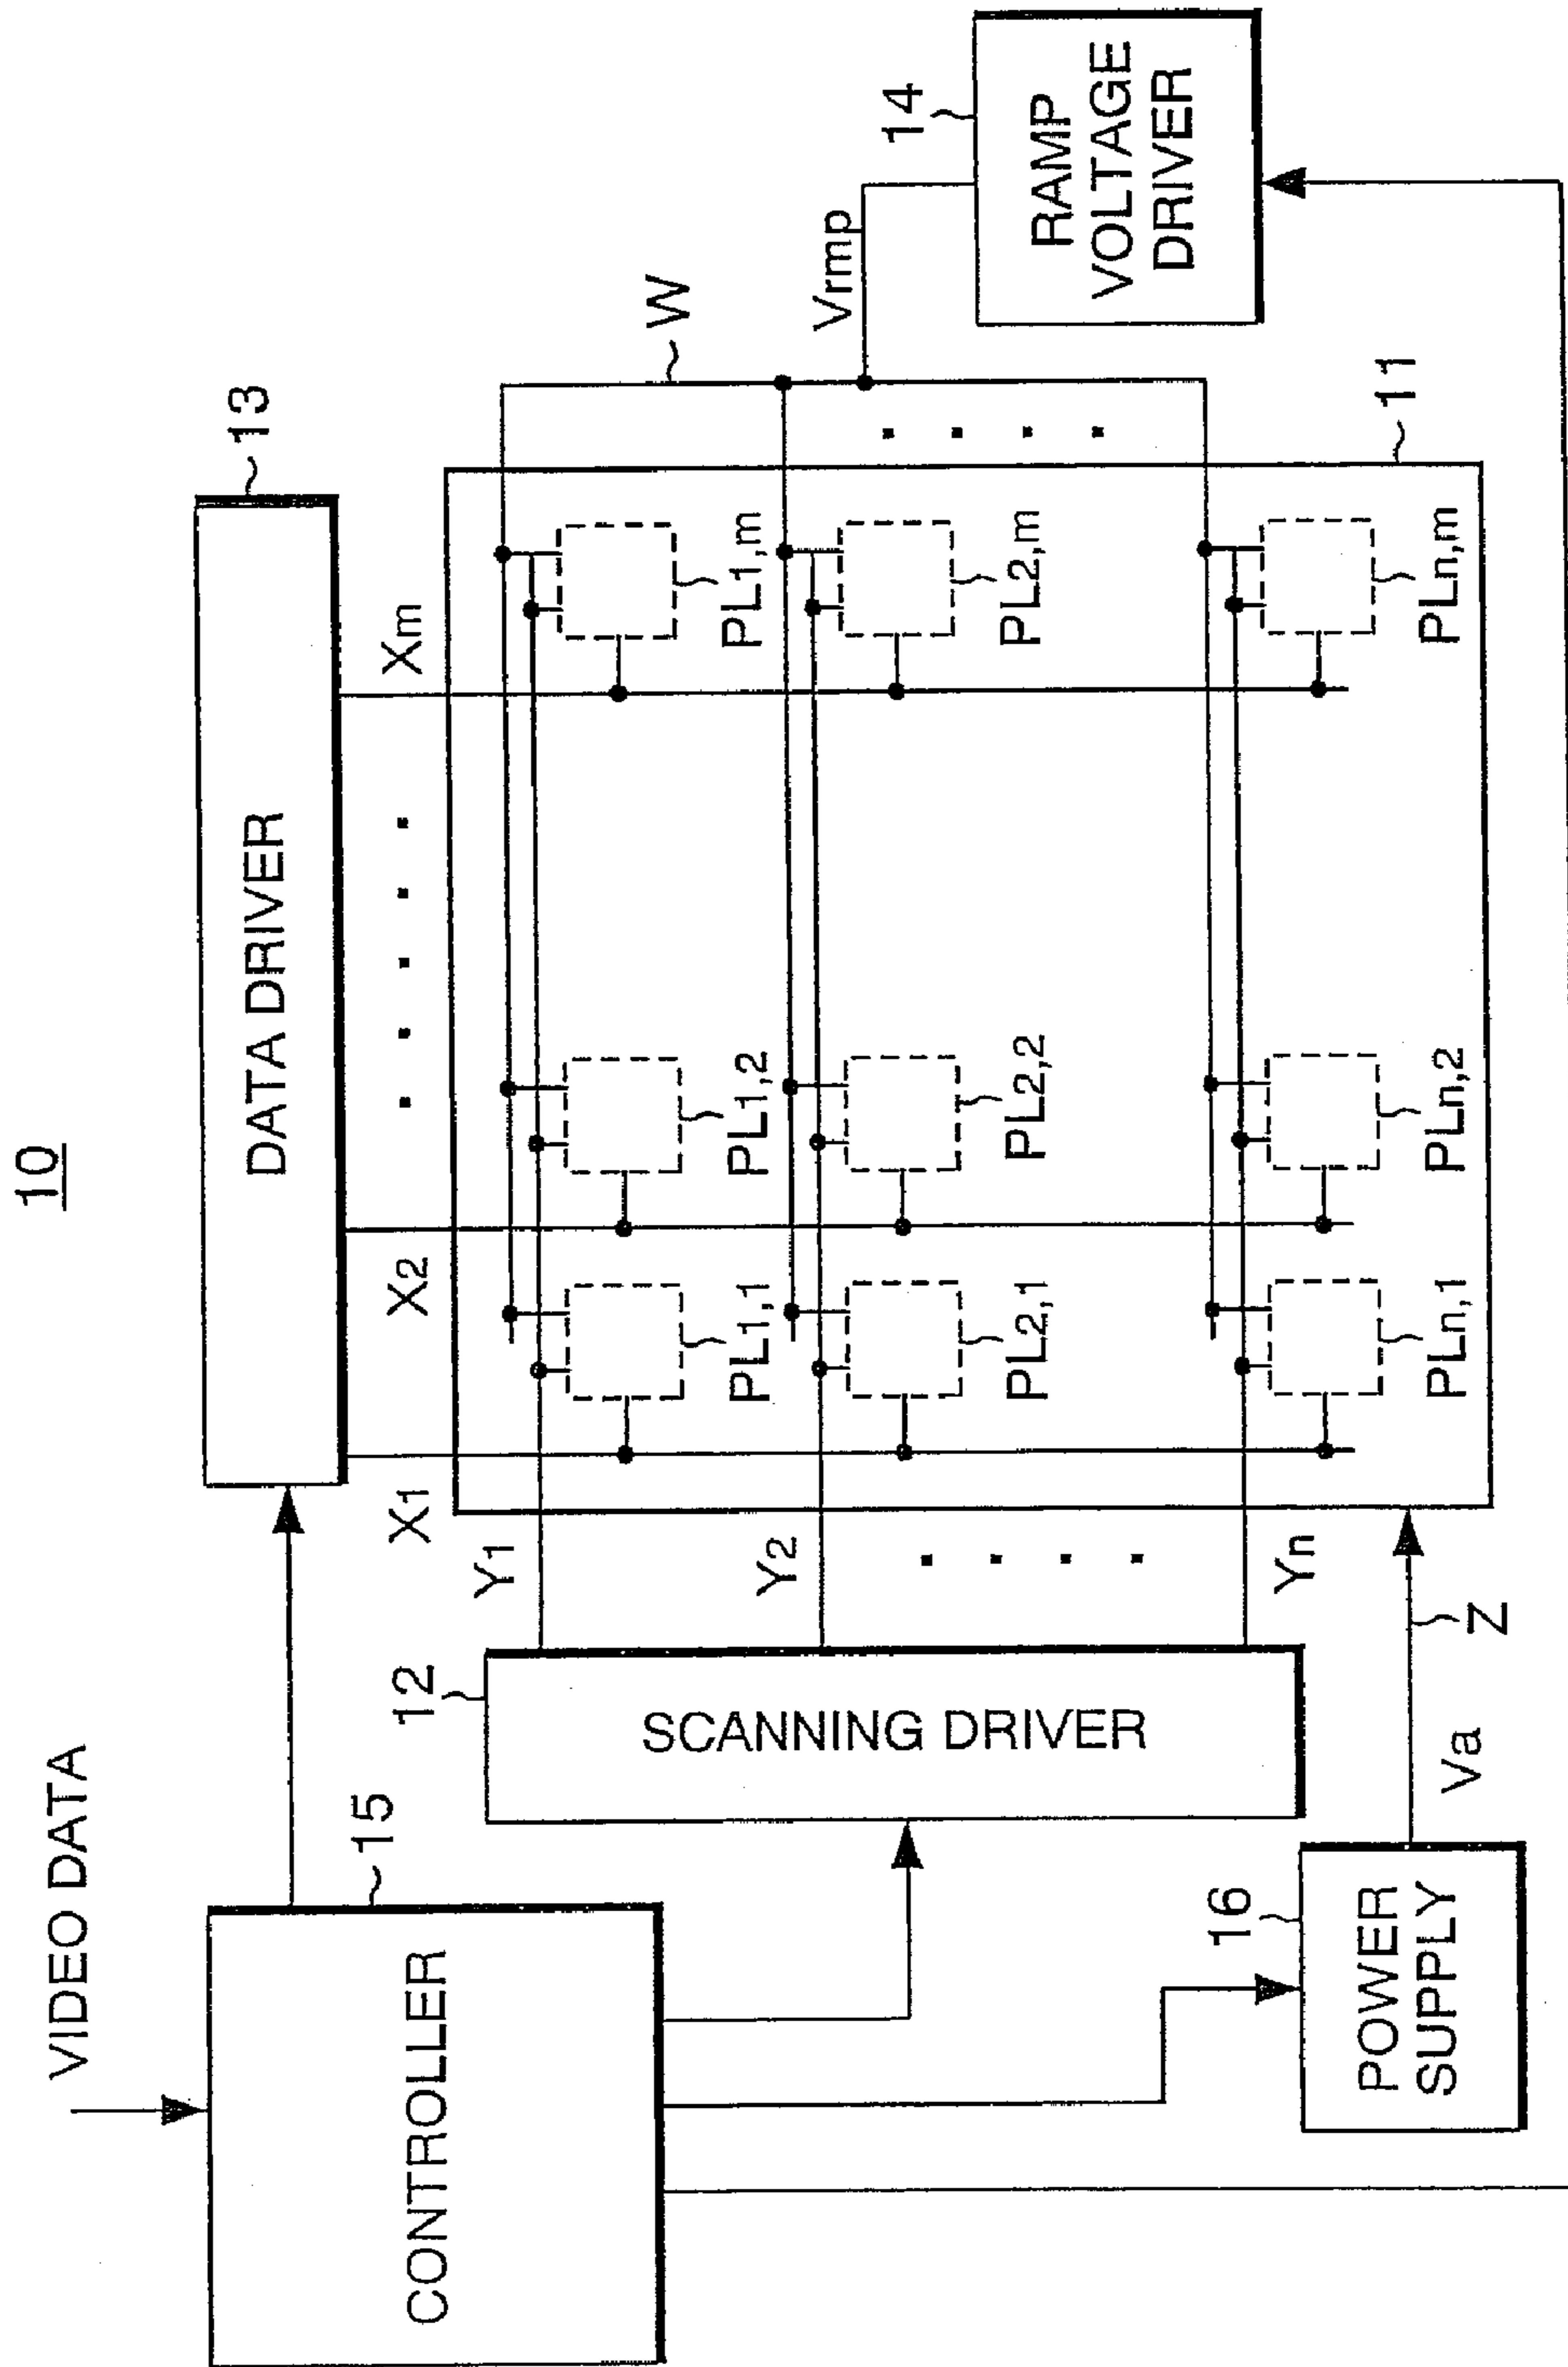 10
VIDEO DATA
CONTROLLER
15
DATA DRIVER
13
X1
X2
Xm
Y1
Y2
Yn
12
SCANNING DRIVER
PL1,1
PL1,2
PL1,m
PL2,1
PL2,2
PL2,m
PLn,1
PLn,2
PLn,m
W
Vrmp
14
RAMP
VOLTAGE
DRIVER
11
16
POWER
SUPPLY
Va
Z